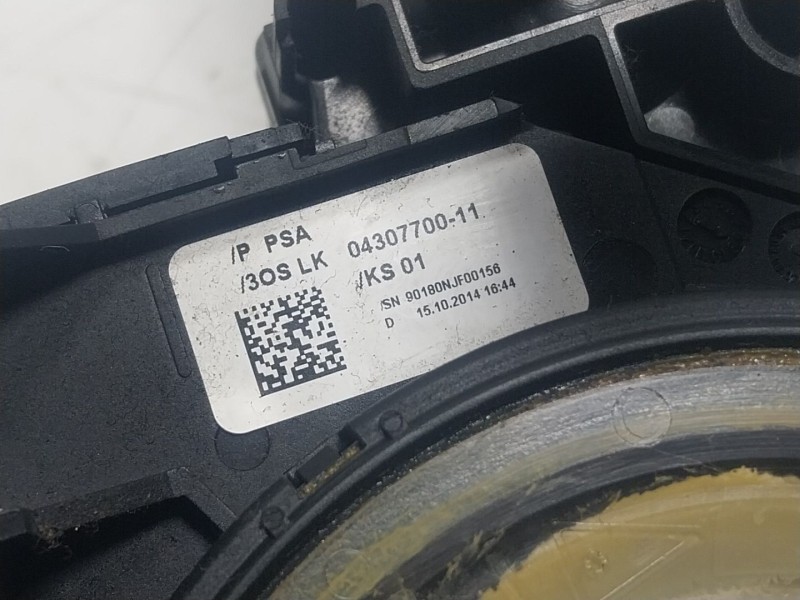 /P PSA 04307700-11
/3OS LK /KS 01
/SN 90180NJF00156
D 15.10.2014 16:44